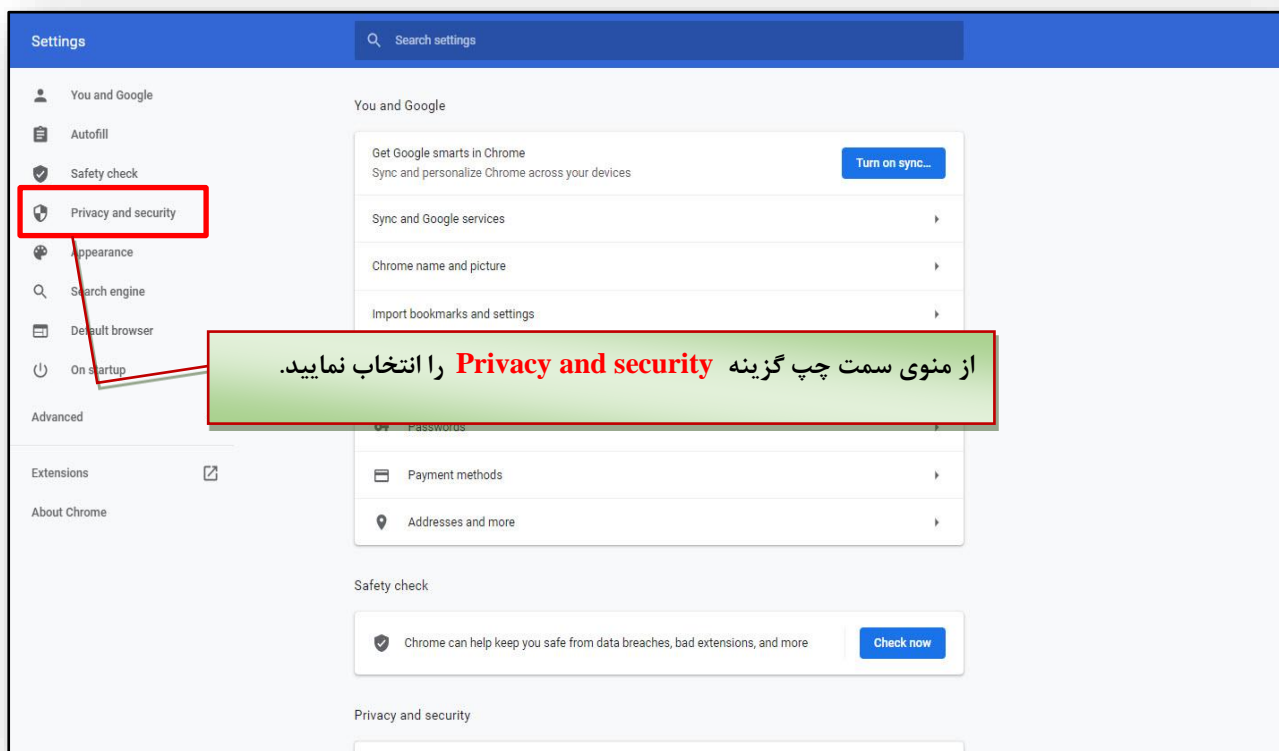 Settings
Search settings
You and Google
Autofill
Safety check
Privacy and security
Appearance
Search engine
Default browser
On startup
Advanced
Extensions
About Chrome
You and Google
Get Google smarts in Chrome
Sync and personalize Chrome across your devices
Turn on sync...
Sync and Google services
Chrome name and picture
Import bookmarks and settings
از منوی سمت چپ گزینه Privacy and security را انتخاب نمایید.
Passwords
Payment methods
Addresses and more
Safety check
Chrome can help keep you safe from data breaches, bad extensions, and more
Check now
Privacy and security